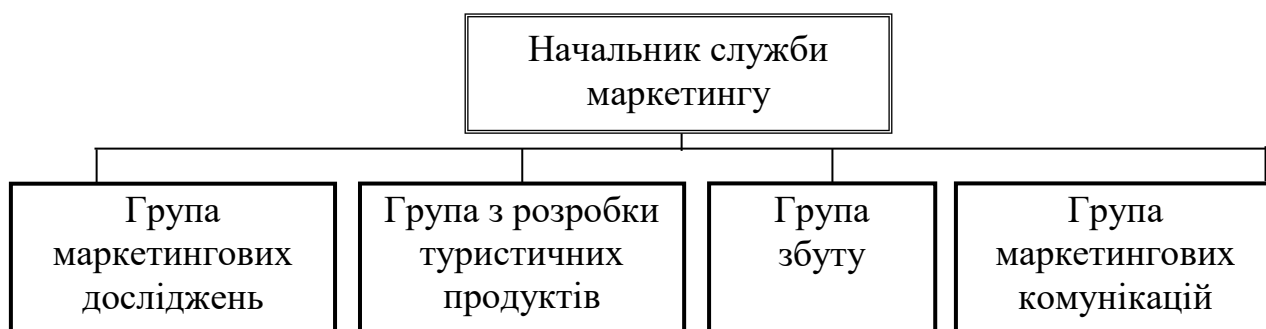 Начальник служби
маркетингу
Група
маркетингових
досліджень
Група з розробки
туристичних
продуктів
Група
збуту
Група
маркетингових
комунікацій